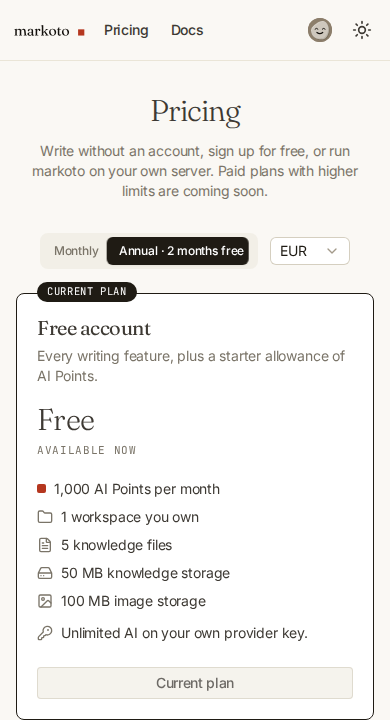 markoto
Pricing
Docs
Pricing
Write without an account, sign up for free, or run
markoto on your own server. Paid plans with higher
limits are coming soon.
Monthly
Annual · 2 months free
EUR
CURRENT PLAN
Free account
Every writing feature, plus a starter allowance of
AI Points.
Free
AVAILABLE NOW
1,000 AI Points per month
1 workspace you own
5 knowledge files
50 MB knowledge storage
100 MB image storage
Unlimited AI on your own provider key.
Current plan